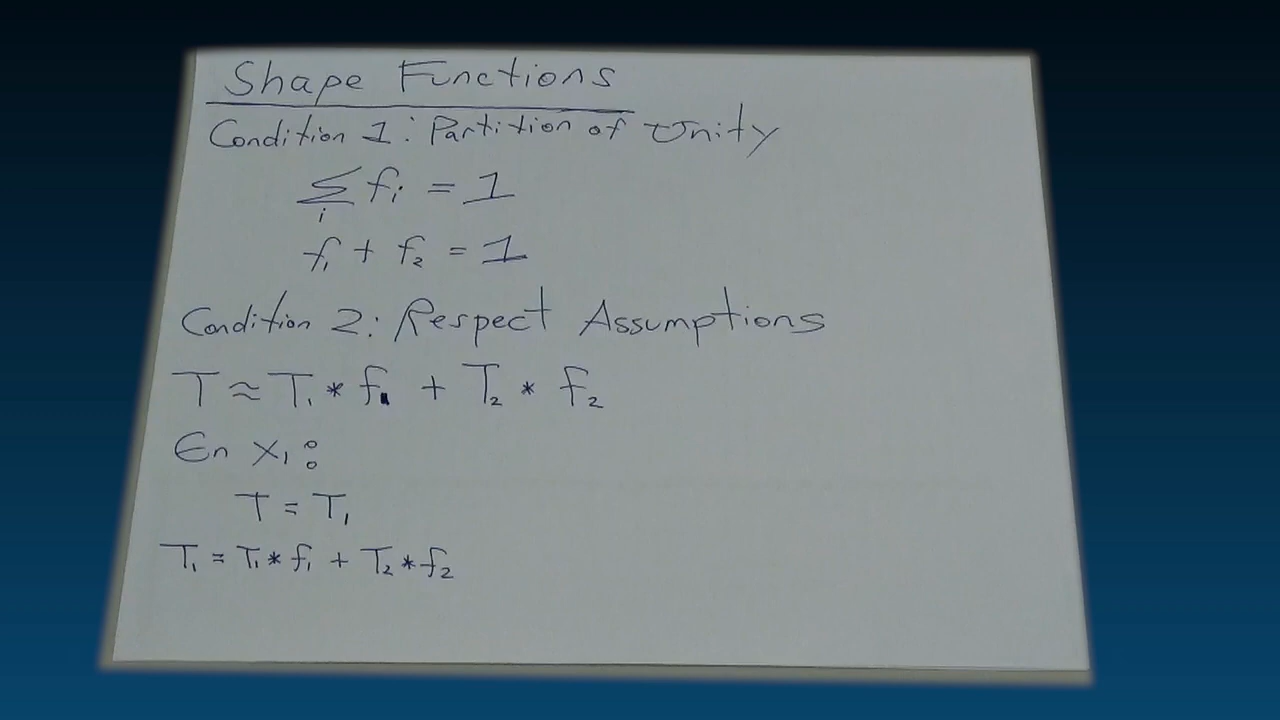 Shape Functions
Condition 1: Partition of Unity
∑ᵢ fᵢ = 1
f₁ + f₂ = 1
Condition 2: Respect Assumptions
T ≈ T₁ * f₁ + T₂ * f₂
En X₁:
T = T₁
T₁ = T₁ * f₁ + T₂ * f₂